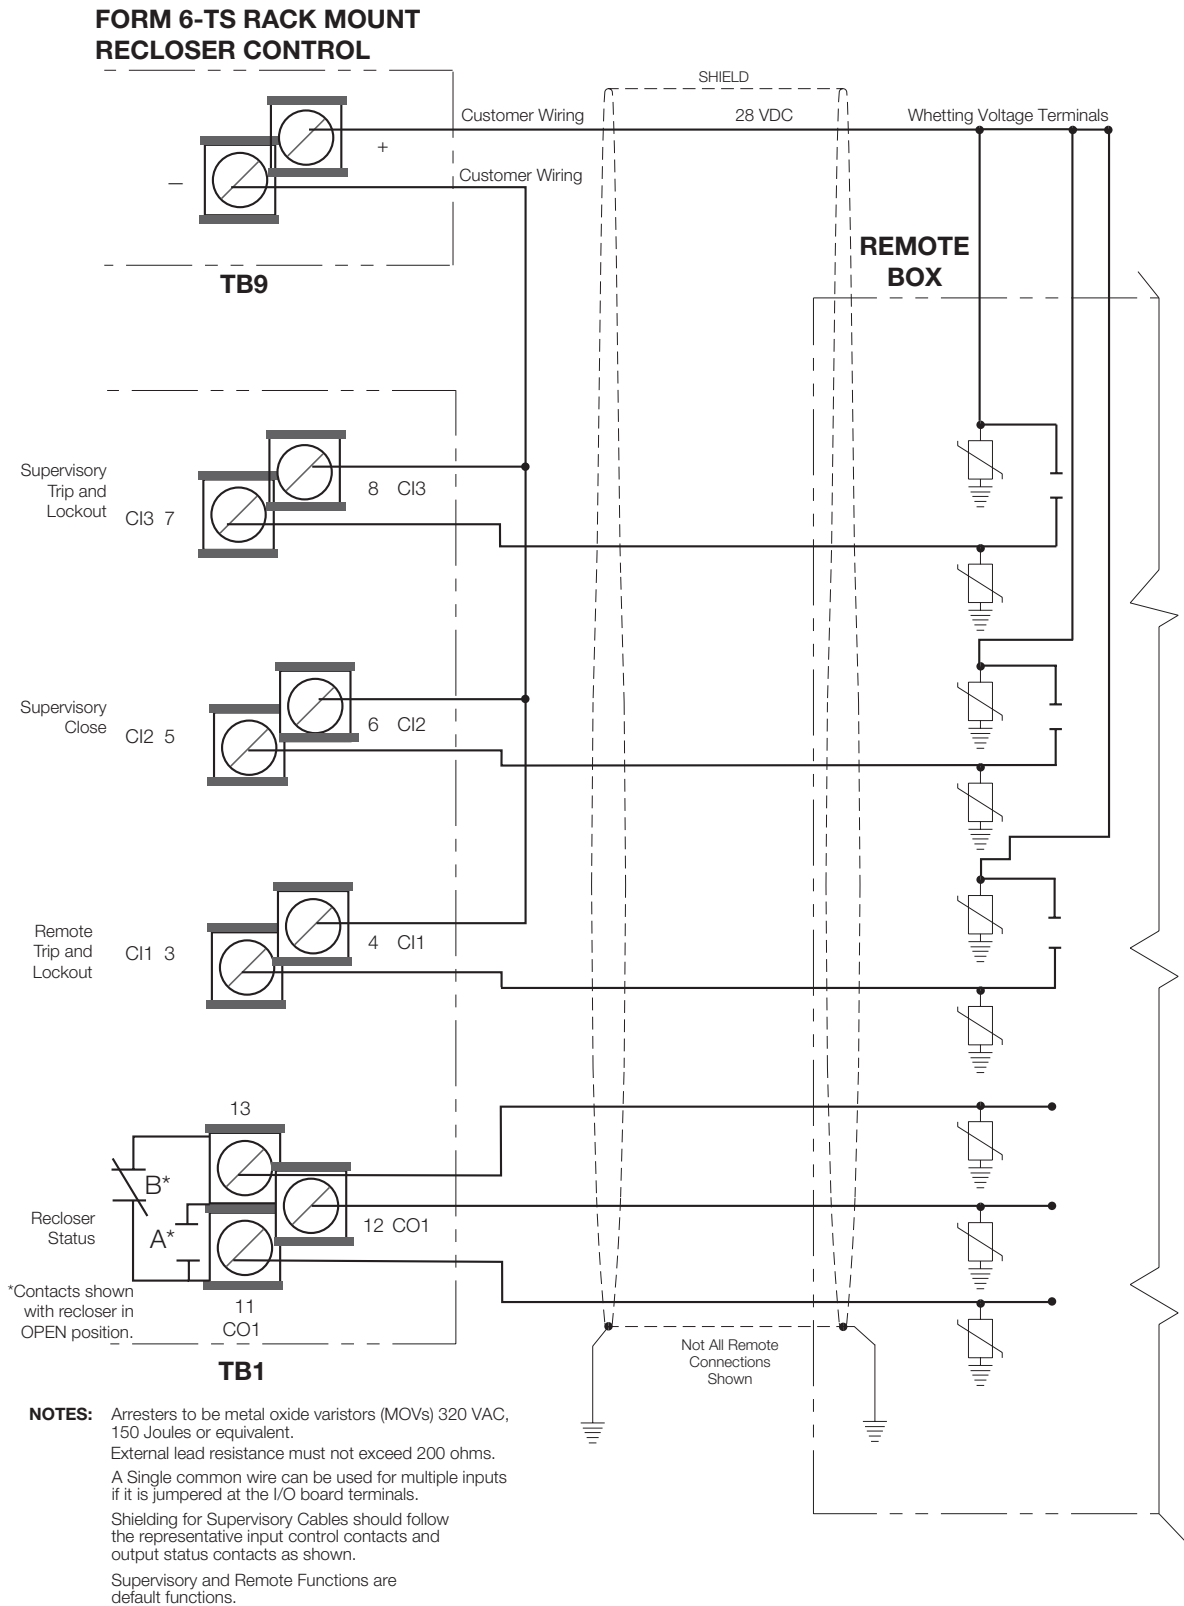 FORM 6-TS RACK MOUNT
RECLOSER CONTROL
SHIELD
Customer Wiring
28 VDC
Whetting Voltage Terminals
+
–
Customer Wiring
TB9
REMOTE
BOX
Supervisory
Trip and
Lockout
CI3 7
8 CI3
Supervisory
Close
CI2 5
6 CI2
Remote
Trip and
Lockout
CI1 3
4 CI1
13
B*
A*
Recloser
Status
12 CO1
*Contacts shown
with recloser in
OPEN position.
11
CO1
TB1
Not All Remote
Connections
Shown
NOTES: Arresters to be metal oxide varistors (MOVs) 320 VAC,
150 Joules or equivalent.
External lead resistance must not exceed 200 ohms.
A Single common wire can be used for multiple inputs
if it is jumpered at the I/O board terminals.
Shielding for Supervisory Cables should follow
the representative input control contacts and
output status contacts as shown.
Supervisory and Remote Functions are
default functions.